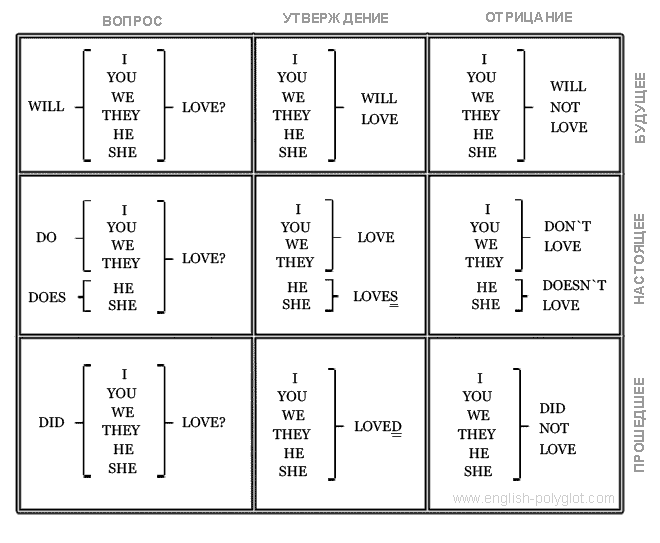 ВОПРОС УТВЕРЖДЕНИЕ ОТРИЦАНИЕ
БУДУЩЕЕ
WILL
I
YOU
WE
THEY
HE
SHE
LOVE?
I
YOU
WE
THEY
HE
SHE
WILL
LOVE
I
YOU
WE
THEY
HE
SHE
WILL
NOT
LOVE
НАСТОЯЩЕЕ
DO
I
YOU
WE
THEY
DOES
HE
SHE
LOVE?
I
YOU
WE
THEY
LOVE
HE
SHE
LOVES
I
YOU
WE
THEY
DON`T
LOVE
HE
SHE
DOESN`T
LOVE
ПРОШЕДШЕЕ
DID
I
YOU
WE
THEY
HE
SHE
LOVE?
I
YOU
WE
THEY
HE
SHE
LOVED
I
YOU
WE
THEY
HE
SHE
DID
NOT
LOVE
www.english-polyglot.com